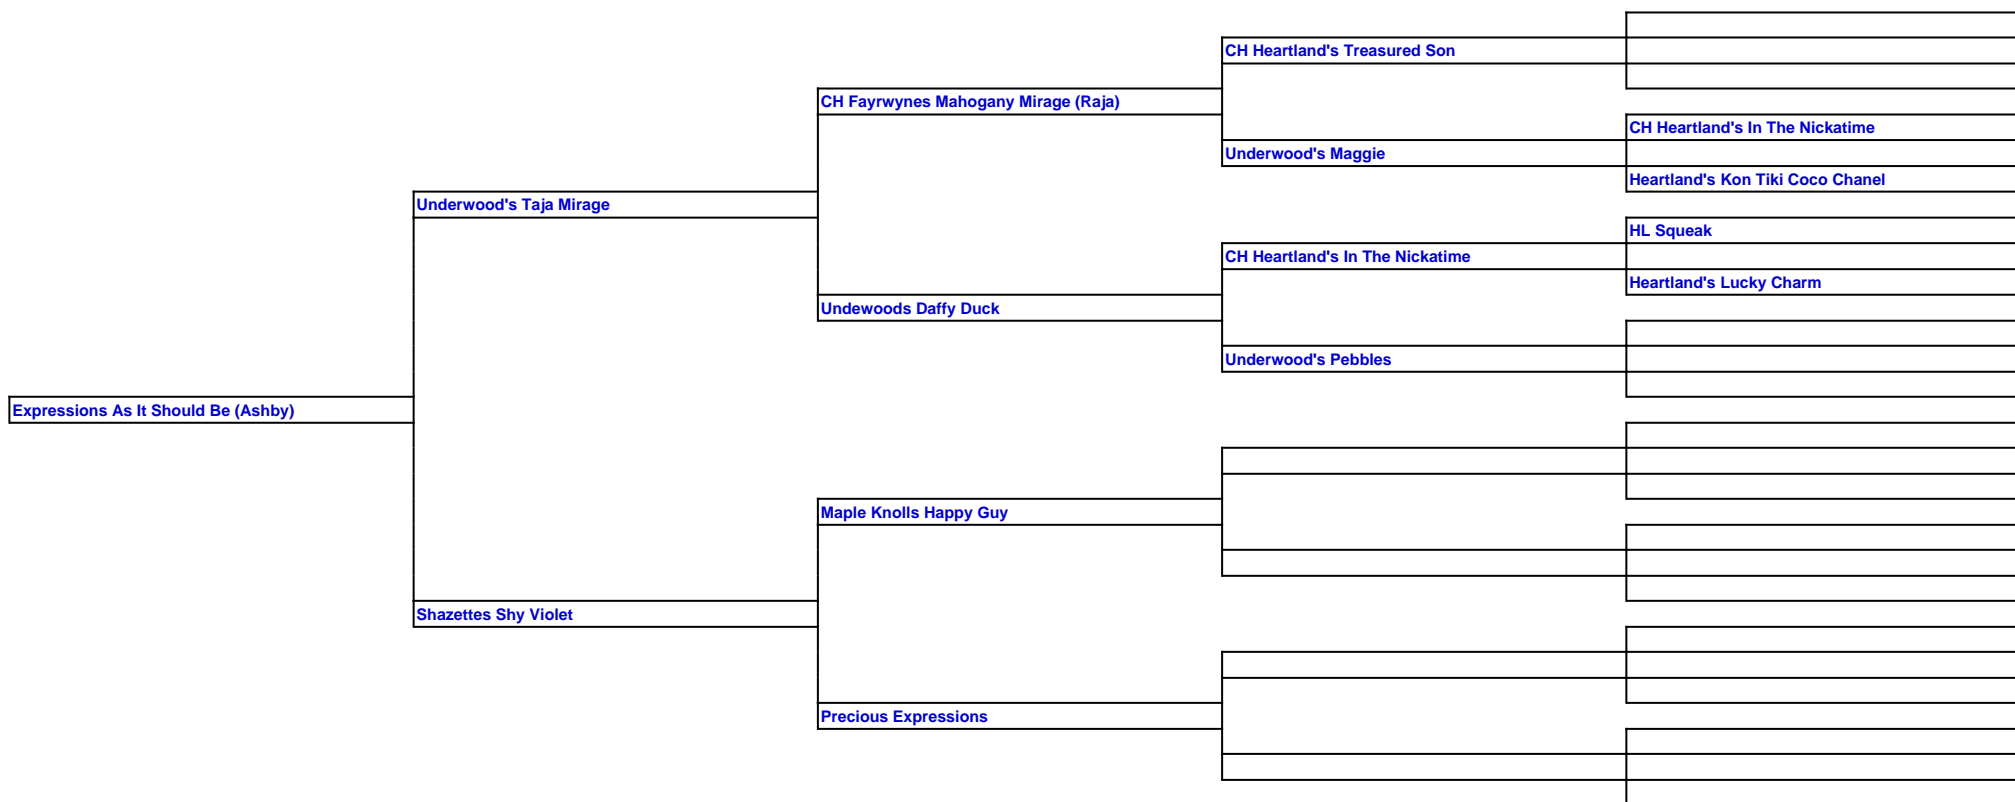 CH Heartland's Treasured Son
CH Fayrwynes Mahogany Mirage (Raja)
CH Heartland's In The Nickatime
Underwood's Maggie
Heartland's Kon Tiki Coco Chanel
Underwood's Taja Mirage
HL Squeak
CH Heartland's In The Nickatime
Heartland's Lucky Charm
Undewoods Daffy Duck
Underwood's Pebbles
Expressions As It Should Be (Ashby)
Maple Knolls Happy Guy
Shazettes Shy Violet
Precious Expressions